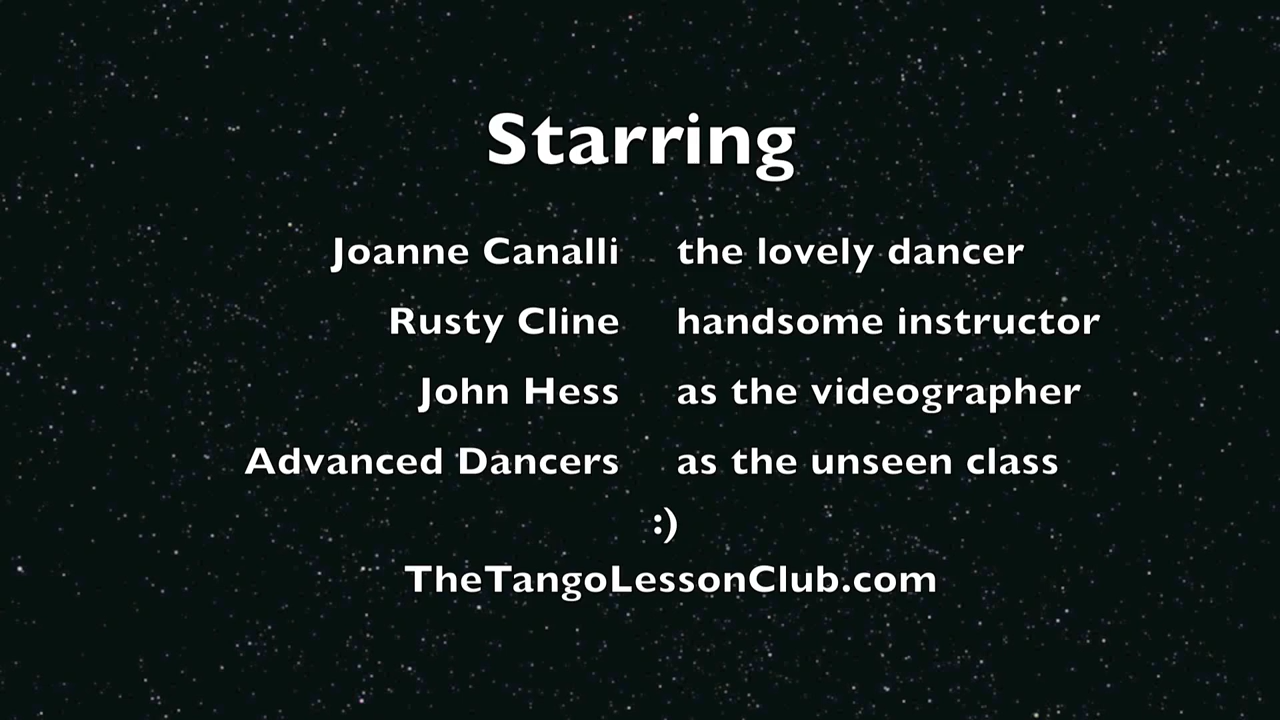 Starring
Joanne Canalli the lovely dancer
Rusty Cline handsome instructor
John Hess as the videographer
Advanced Dancers as the unseen class
:)
TheTangoLessonClub.com